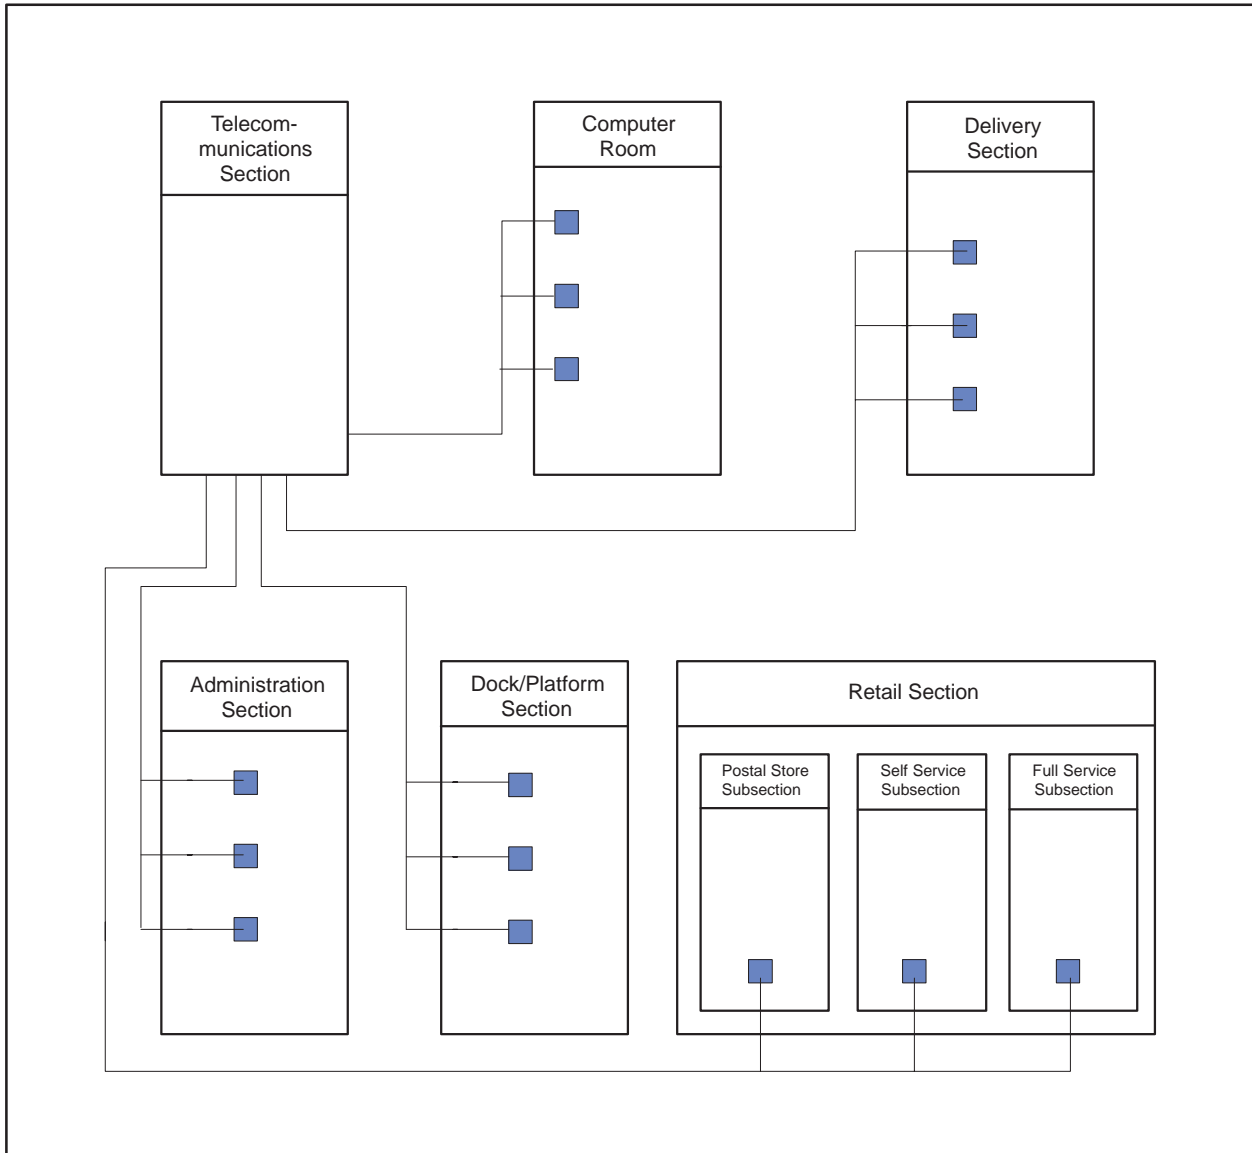 Telecom-
munications
Section
Computer
Room
Delivery
Section
Administration
Section
Dock/Platform
Section
Retail Section
Postal Store
Subsection
Self Service
Subsection
Full Service
Subsection